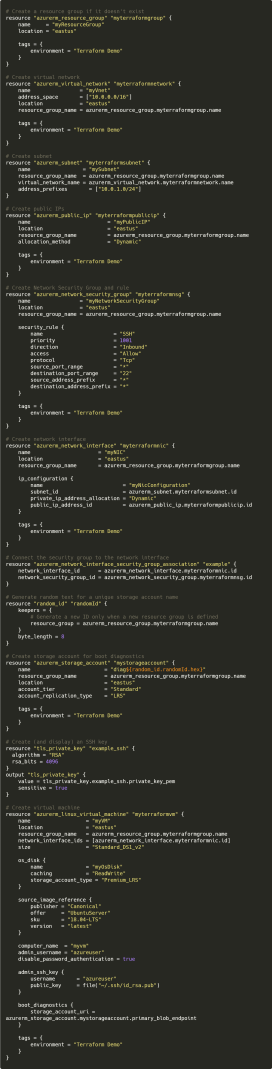 # Create a resource group if it doesn't exist
resource "azurerm_resource_group" "myterraformgroup" {
    name     = "myResourceGroup"
    location = "eastus"

    tags = {
        environment = "Terraform Demo"
    }
}

# Create virtual network
resource "azurerm_virtual_network" "myterraformnetwork" {
    name                = "myVnet"
    address_space       = ["10.0.0.0/16"]
    location            = "eastus"
    resource_group_name = azurerm_resource_group.myterraformgroup.name

    tags = {
        environment = "Terraform Demo"
    }
}

# Create subnet
resource "azurerm_subnet" "myterraformsubnet" {
    name                 = "mySubnet"
    resource_group_name  = azurerm_resource_group.myterraformgroup.name
    virtual_network_name = azurerm_virtual_network.myterraformnetwork.name
    address_prefixes       = ["10.0.1.0/24"]
}

# Create public IPs
resource "azurerm_public_ip" "myterraformpublicip" {
    name                         = "myPublicIP"
    location                     = "eastus"
    resource_group_name          = azurerm_resource_group.myterraformgroup.name
    allocation_method            = "Dynamic"

    tags = {
        environment = "Terraform Demo"
    }
}

# Create Network Security Group and rule
resource "azurerm_network_security_group" "myterraformnsg" {
    name                = "myNetworkSecurityGroup"
    location            = "eastus"
    resource_group_name = azurerm_resource_group.myterraformgroup.name

    security_rule {
        name                       = "SSH"
        priority                   = 1001
        direction                  = "Inbound"
        access                     = "Allow"
        protocol                   = "Tcp"
        source_port_range          = "*"
        destination_port_range     = "22"
        source_address_prefix      = "*"
        destination_address_prefix = "*"
    }

    tags = {
        environment = "Terraform Demo"
    }
}

# Create network interface
resource "azurerm_network_interface" "myterraformnic" {
    name                      = "myNIC"
    location                  = "eastus"
    resource_group_name       = azurerm_resource_group.myterraformgroup.name

    ip_configuration {
        name                          = "myNicConfiguration"
        subnet_id                     = azurerm_subnet.myterraformsubnet.id
        private_ip_address_allocation = "Dynamic"
        public_ip_address_id          = azurerm_public_ip.myterraformpublicip.id
    }

    tags = {
        environment = "Terraform Demo"
    }
}

# Connect the security group to the network interface
resource "azurerm_network_interface_security_group_association" "example" {
    network_interface_id      = azurerm_network_interface.myterraformnic.id
    network_security_group_id = azurerm_network_security_group.myterraformnsg.id
}

# Generate random text for a unique storage account name
resource "random_id" "randomId" {
    keepers = {
        # Generate a new ID only when a new resource group is defined
        resource_group = azurerm_resource_group.myterraformgroup.name
    }
    byte_length = 8
}

# Create storage account for boot diagnostics
resource "azurerm_storage_account" "mystorageaccount" {
    name                        = "diag${random_id.randomId.hex}"
    resource_group_name         = azurerm_resource_group.myterraformgroup.name
    location                    = "eastus"
    account_tier                = "Standard"
    account_replication_type    = "LRS"

    tags = {
        environment = "Terraform Demo"
    }
}

# Create (and display) an SSH key
resource "tls_private_key" "example_ssh" {
  algorithm = "RSA"
  rsa_bits = 4096
}
output "tls_private_key" {
    value = tls_private_key.example_ssh.private_key_pem
    sensitive = true
}

# Create virtual machine
resource "azurerm_linux_virtual_machine" "myterraformvm" {
    name                  = "myVM"
    location              = "eastus"
    resource_group_name   = azurerm_resource_group.myterraformgroup.name
    network_interface_ids = [azurerm_network_interface.myterraformnic.id]
    size                  = "Standard_DS1_v2"

    os_disk {
        name              = "myOsDisk"
        caching           = "ReadWrite"
        storage_account_type = "Premium_LRS"
    }

    source_image_reference {
        publisher = "Canonical"
        offer     = "UbuntuServer"
        sku       = "18.04-LTS"
        version   = "latest"
    }

    computer_name  = "myvm"
    admin_username = "azureuser"
    disable_password_authentication = true

    admin_ssh_key {
        username       = "azureuser"
        public_key     = file("~/.ssh/id_rsa.pub")
    }

    boot_diagnostics {
        storage_account_uri =
azurerm_storage_account.mystorageaccount.primary_blob_endpoint
    }

    tags = {
        environment = "Terraform Demo"
    }
}